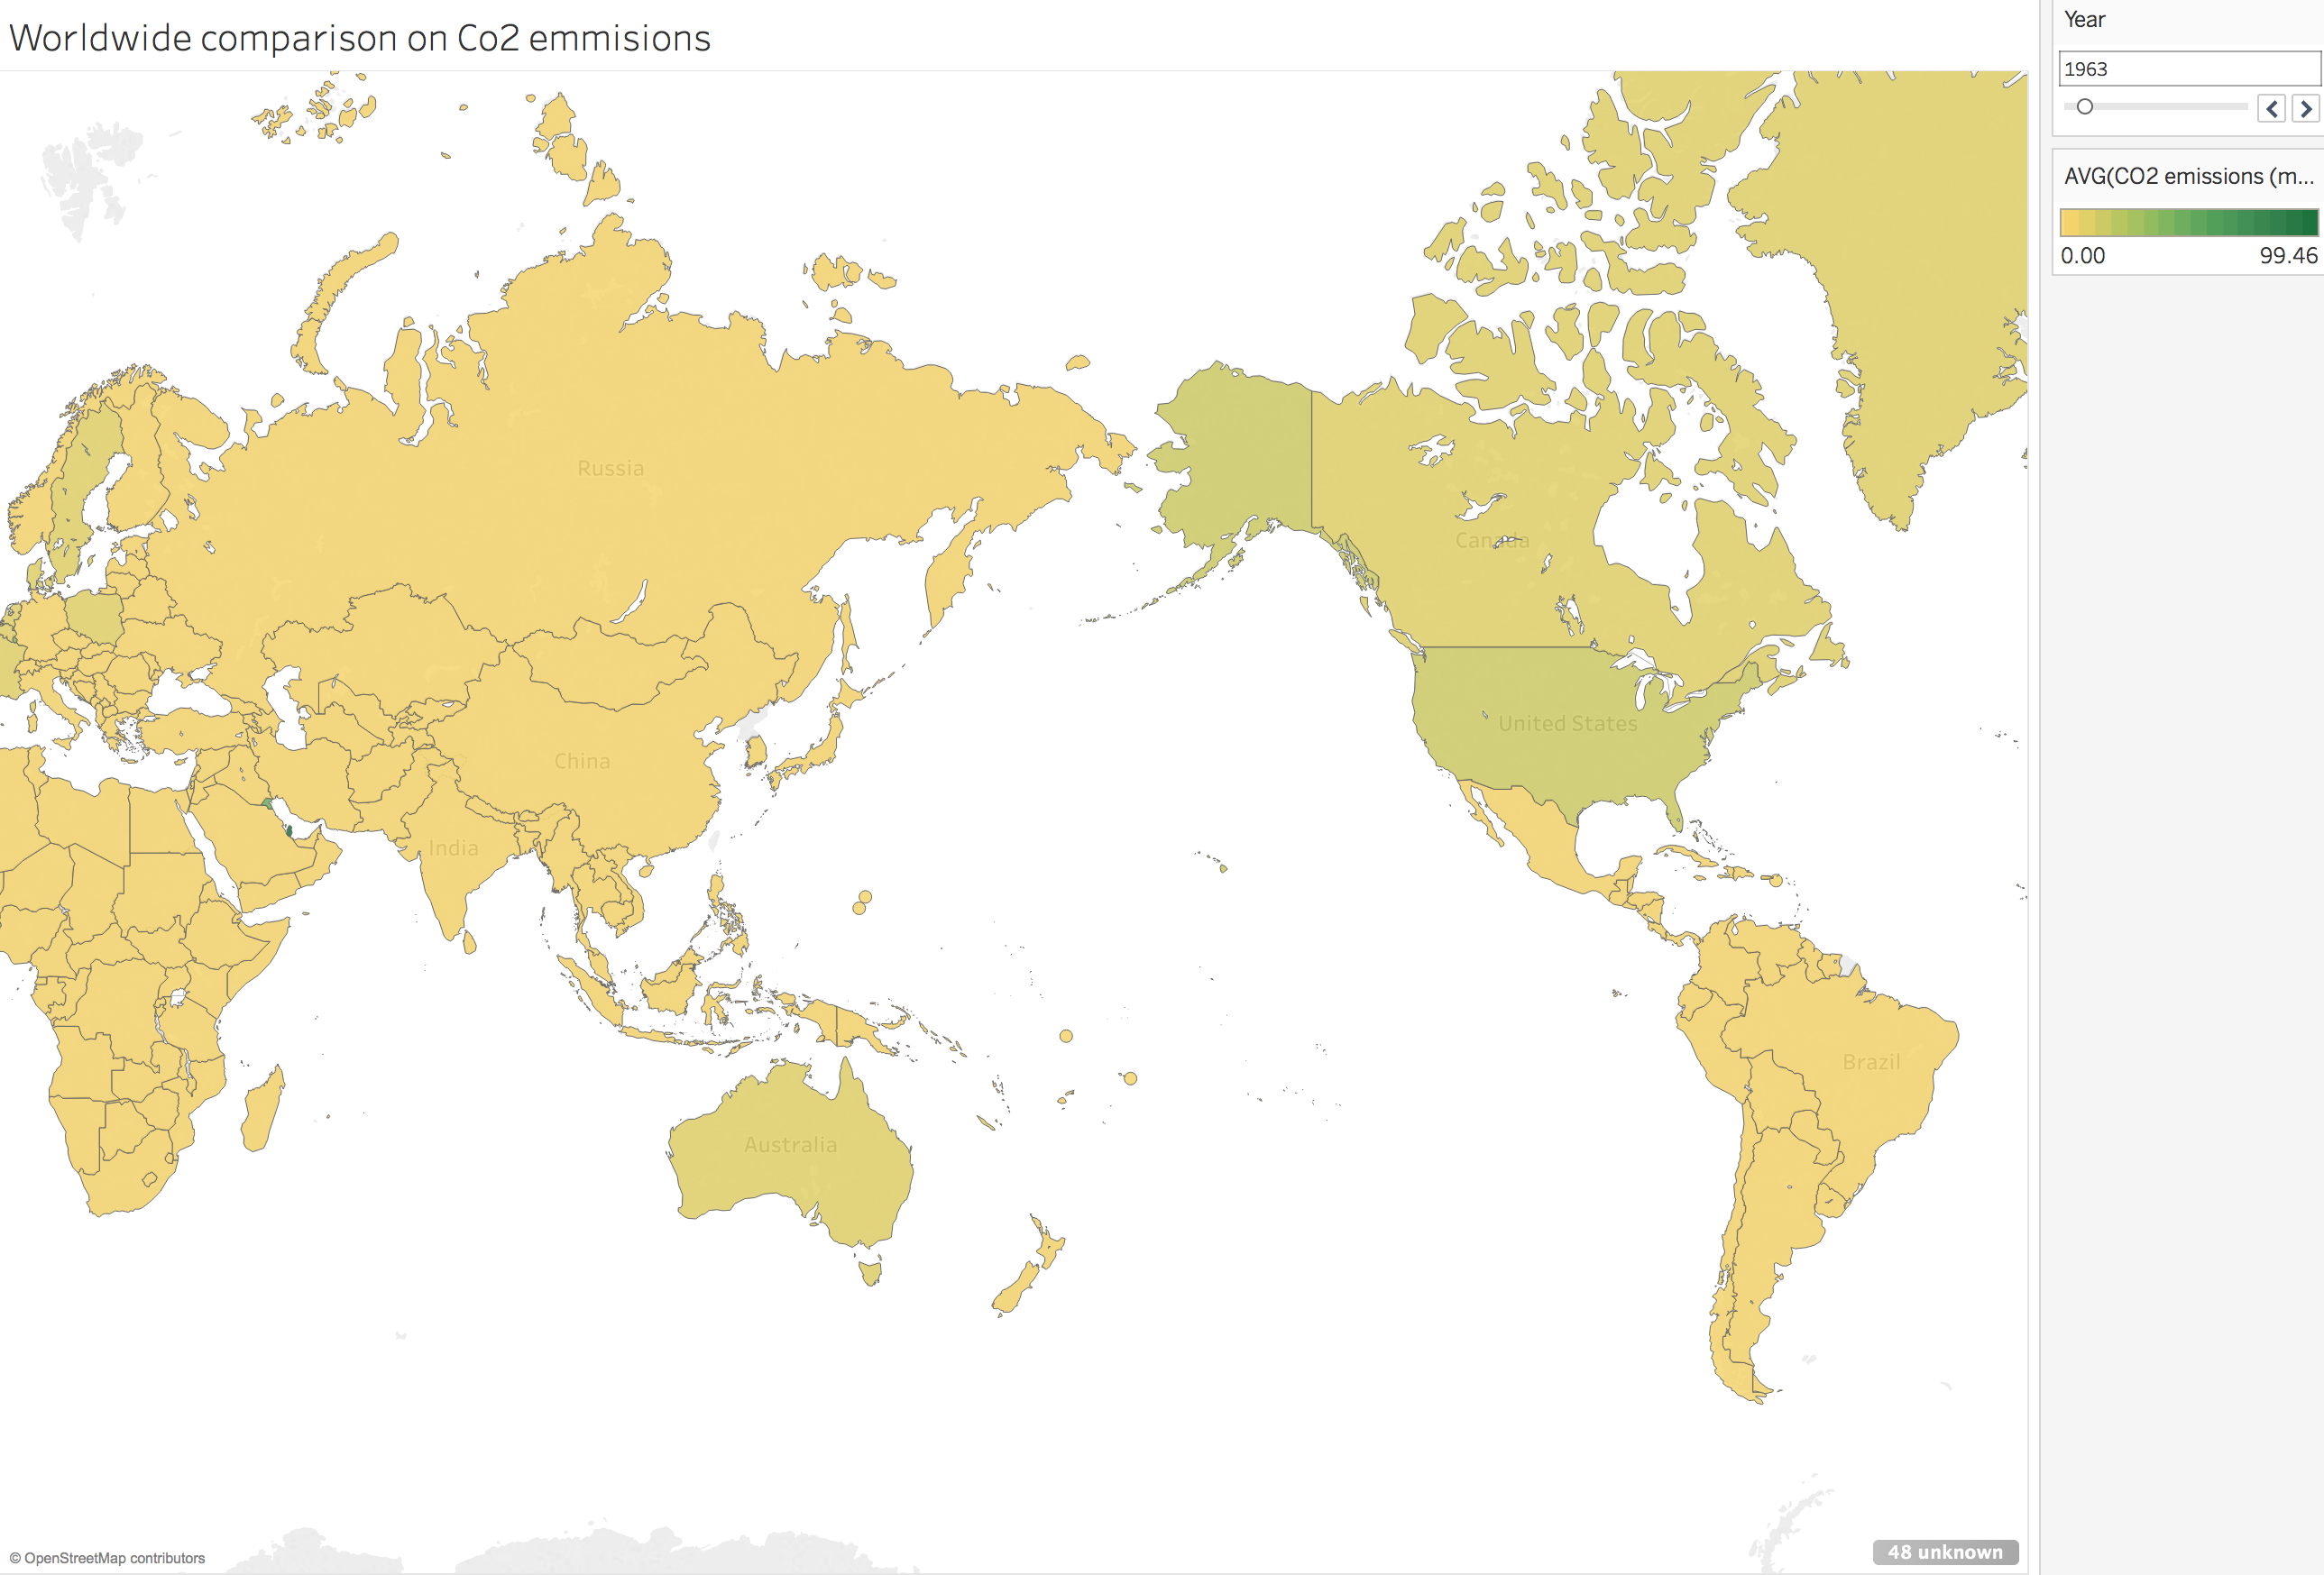 Worldwide comparison on Co2 emmisions
Year
1963
AVG(CO2 emissions (m...
0.00 99.46
Russia
Canada
United States
China
India
Brazil
Australia
© OpenStreetMap contributors
48 unknown